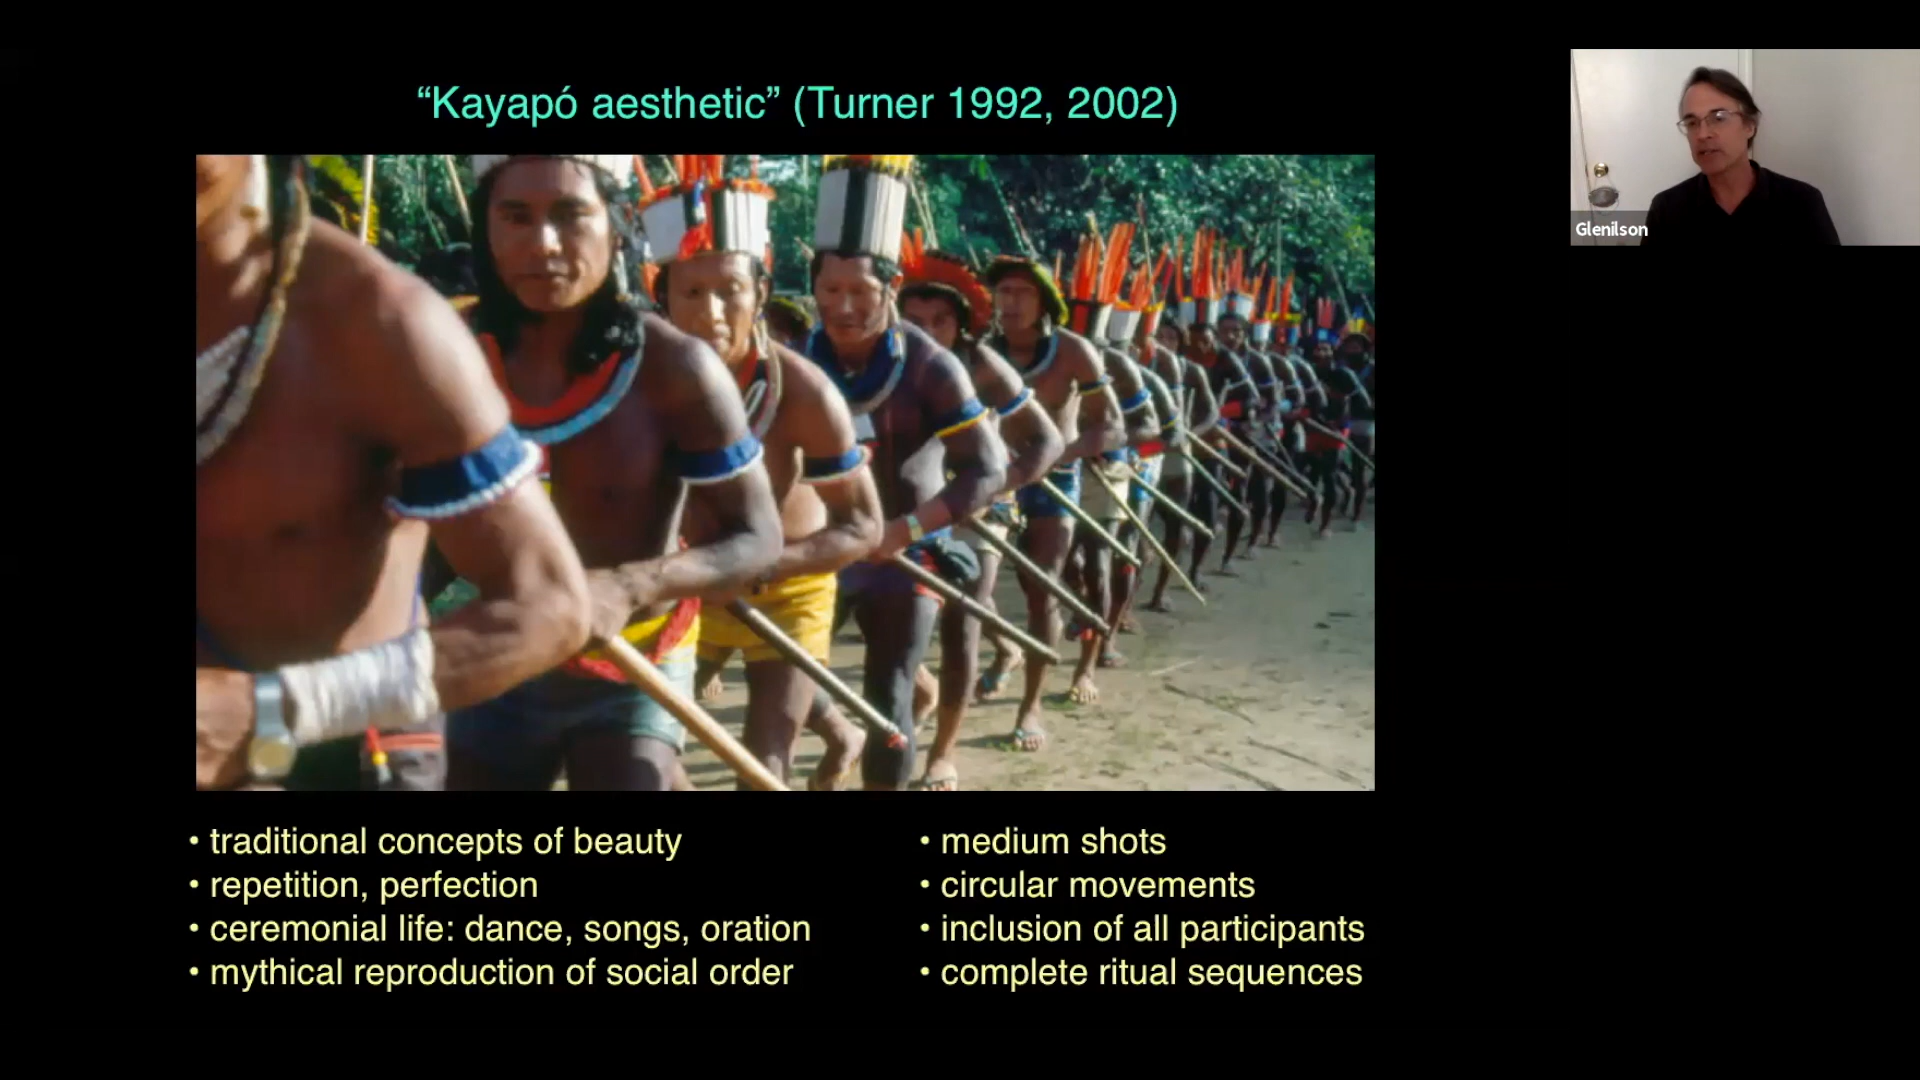 “Kayapó aesthetic” (Turner 1992, 2002)
Glenilson
• traditional concepts of beauty
• repetition, perfection
• ceremonial life: dance, songs, oration
• mythical reproduction of social order
• medium shots
• circular movements
• inclusion of all participants
• complete ritual sequences